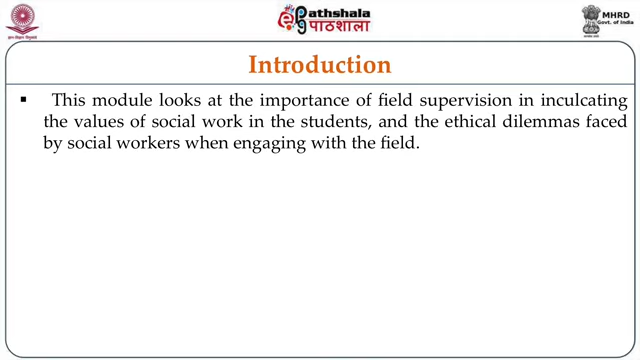 ePathshala
पाठशाला
MHRD
Govt. of India
Introduction
▪ This module looks at the importance of field supervision in inculcating
the values of social work in the students, and the ethical dilemmas faced
by social workers when engaging with the field.